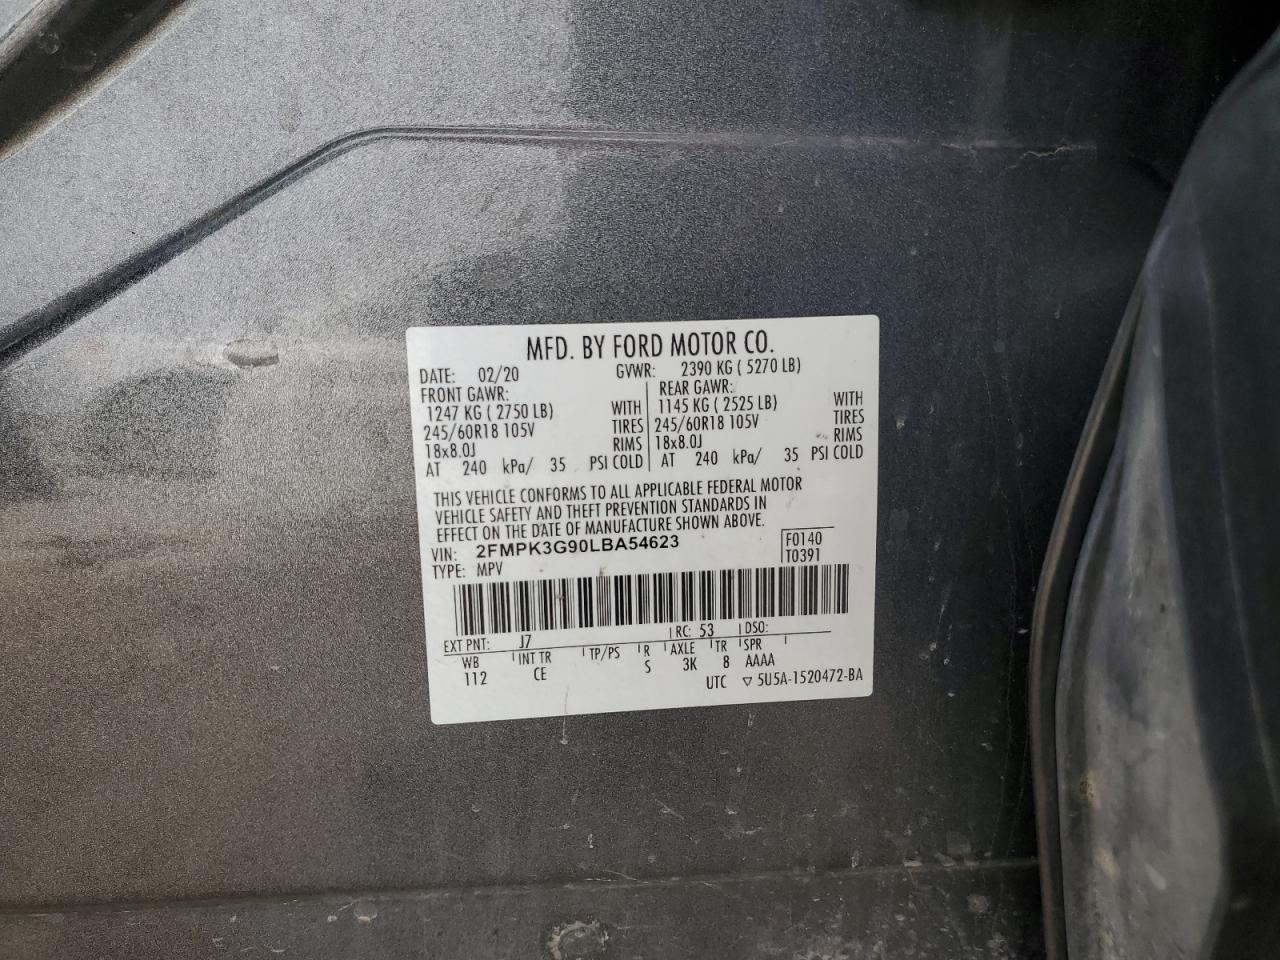 MFD. BY FORD MOTOR CO.
DATE: 02/20 GVWR: 2390 KG ( 5270 LB)
FRONT GAWR: REAR GAWR:
1247 KG ( 2750 LB) WITH 1145 KG ( 2525 LB) WITH
245/60R18 105V TIRES 245/60R18 105V TIRES
18x8.0J RIMS 18x8.0J RIMS
AT 240 kPa/ 35 PSI COLD AT 240 kPa/ 35 PSI COLD
THIS VEHICLE CONFORMS TO ALL APPLICABLE FEDERAL MOTOR
VEHICLE SAFETY AND THEFT PREVENTION STANDARDS IN
EFFECT ON THE DATE OF MANUFACTURE SHOWN ABOVE.
VIN: 2FMPK3G90LBA54623 F0140
TYPE: MPV T0391
EXT PNT: J7 RC: 53 DSO:
WB INT TR TP/PS R AXLE TR SPR
112 CE S 3K 8 AAAA
UTC ▽ 5U5A-1520472-BA